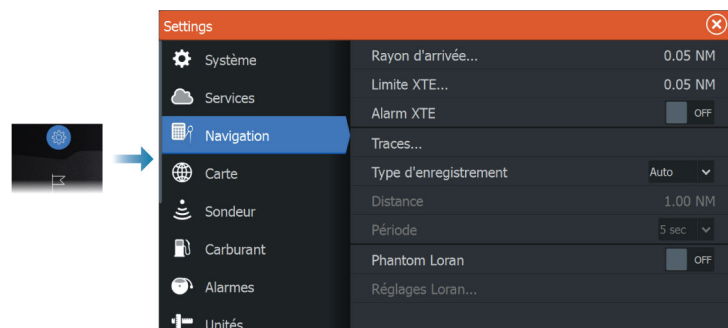 Settings
Système
Services
Navigation
Carte
Sondeur
Carburant
Alarmes
Unités
Rayon d'arrivée... 0.05 NM
Limite XTE... 0.05 NM
Alarm XTE OFF
Traces...
Type d'enregistrement Auto
Distance 1.00 NM
Période 5 sec
Phantom Loran OFF
Réglages Loran...